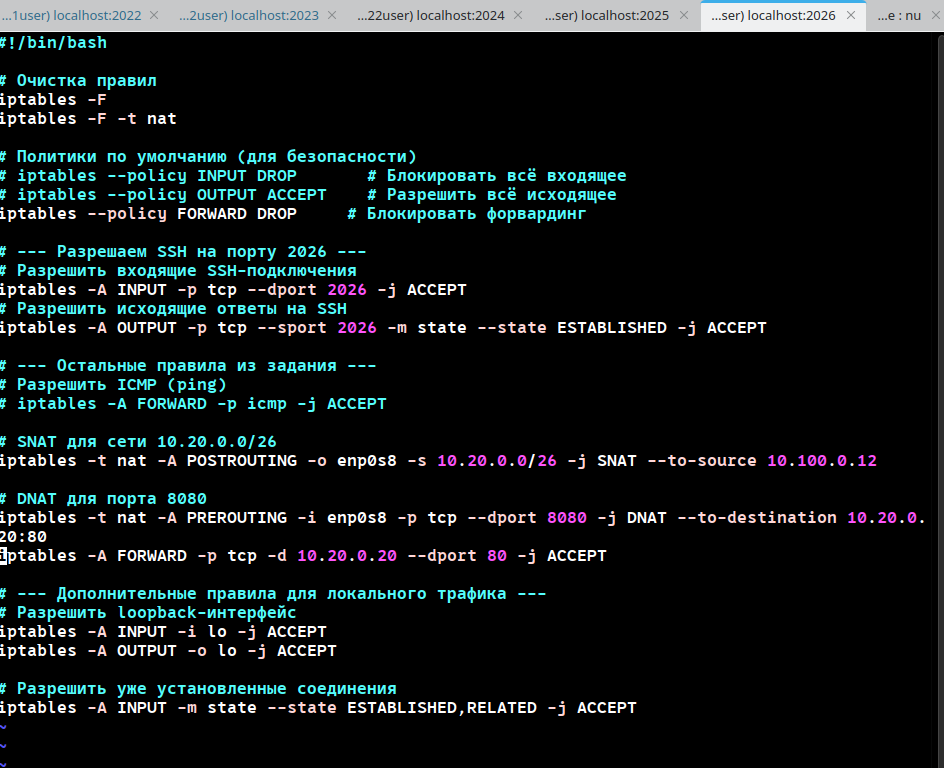 ...1user) localhost:2022 × ...2user) localhost:2023 × ...22user) localhost:2024 × ...ser) localhost:2025 × ...ser) localhost:2026 × ...e : nu ×
#!/bin/bash
# Очистка правил
iptables -F
iptables -F -t nat
# Политики по умолчанию (для безопасности)
# iptables --policy INPUT DROP       # Блокировать всё входящее
# iptables --policy OUTPUT ACCEPT    # Разрешить всё исходящее
iptables --policy FORWARD DROP     # Блокировать форвардинг
# --- Разрешаем SSH на порту 2026 ---
# Разрешить входящие SSH-подключения
iptables -A INPUT -p tcp --dport 2026 -j ACCEPT
# Разрешить исходящие ответы на SSH
iptables -A OUTPUT -p tcp --sport 2026 -m state --state ESTABLISHED -j ACCEPT
# --- Остальные правила из задания ---
# Разрешить ICMP (ping)
# iptables -A FORWARD -p icmp -j ACCEPT
# SNAT для сети 10.20.0.0/26
iptables -t nat -A POSTROUTING -o enp0s8 -s 10.20.0.0/26 -j SNAT --to-source 10.100.0.12
# DNAT для порта 8080
iptables -t nat -A PREROUTING -i enp0s8 -p tcp --dport 8080 -j DNAT --to-destination 10.20.0.
20:80
iptables -A FORWARD -p tcp -d 10.20.0.20 --dport 80 -j ACCEPT
# --- Дополнительные правила для локального трафика ---
# Разрешить loopback-интерфейс
iptables -A INPUT -i lo -j ACCEPT
iptables -A OUTPUT -o lo -j ACCEPT
# Разрешить уже установленные соединения
iptables -A INPUT -m state --state ESTABLISHED,RELATED -j ACCEPT
~
~
~